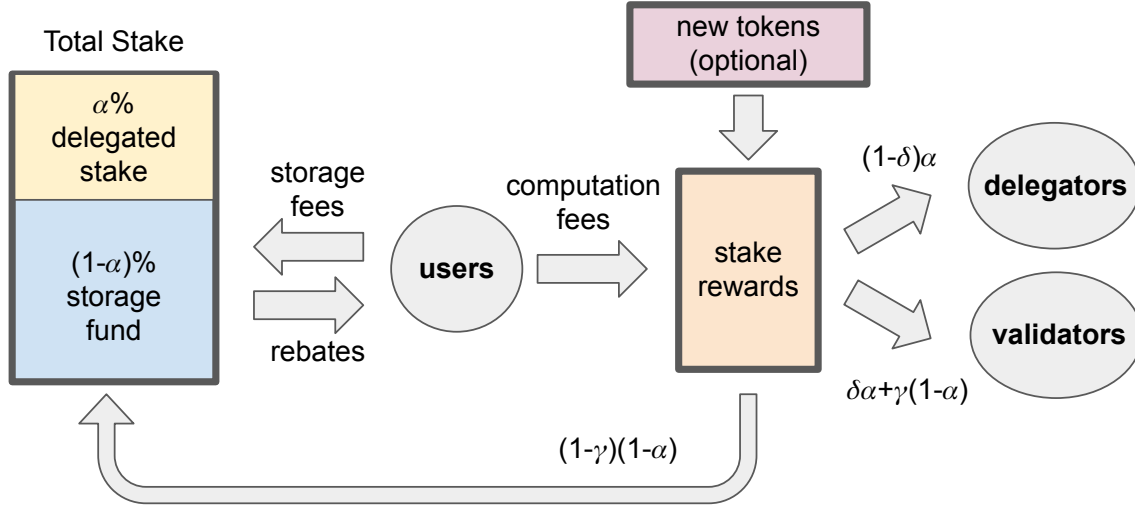 Total Stake
α%
delegated
stake
(1-α)%
storage
fund
storage
fees
rebates
users
computation
fees
new tokens
(optional)
stake
rewards
(1-δ)α
delegators
validators
δα+γ(1-α)
(1-γ)(1-α)